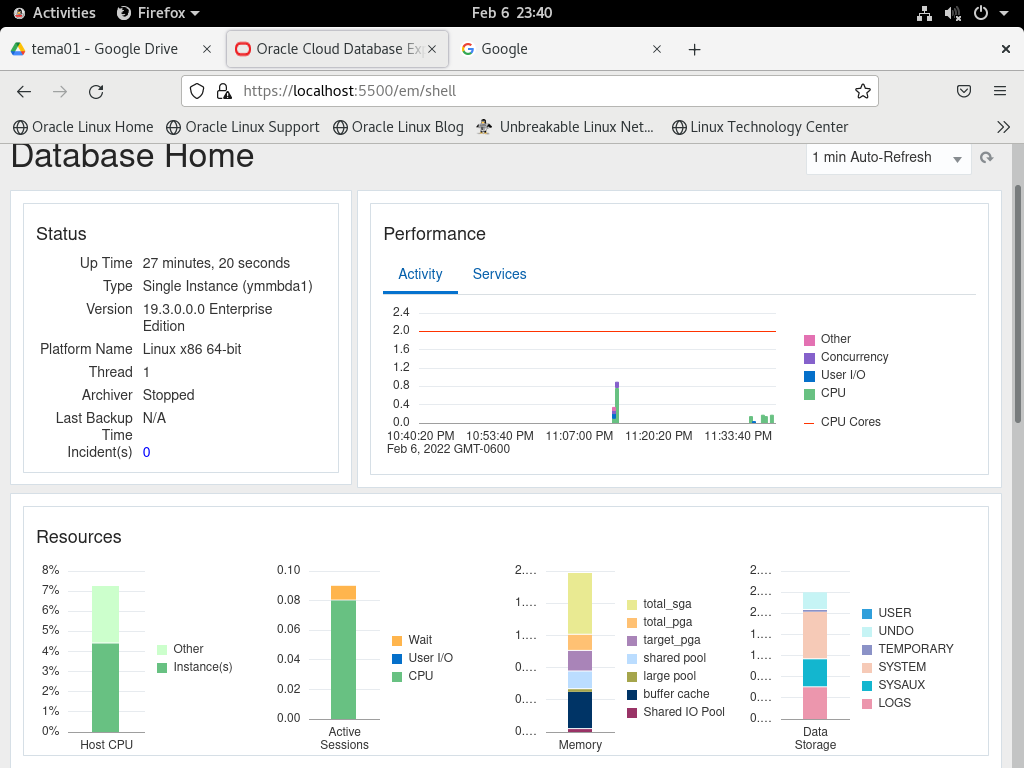 Activities
Firefox
Feb 6 23:40
tema01 - Google Drive
Oracle Cloud Database Ex
Google
https://localhost:5500/em/shell
Oracle Linux Home
Oracle Linux Support
Oracle Linux Blog
Unbreakable Linux Net...
Linux Technology Center
Database Home
1 min Auto-Refresh
Status
Up Time 27 minutes, 20 seconds
Type Single Instance (ymmbda1)
Version 19.3.0.0.0 Enterprise
Edition
Platform Name Linux x86 64-bit
Thread 1
Archiver Stopped
Last Backup N/A
Time
Incident(s) 0
Performance
Activity Services
2.4
2.0
1.6
1.2
0.8
0.4
0.0
10:40:20 PM 10:53:40 PM 11:07:00 PM 11:20:20 PM 11:33:40 PM
Feb 6, 2022 GMT-0600
Other
Concurrency
User I/O
CPU
CPU Cores
Resources
8%
7%
6%
5%
4%
3%
2%
1%
0%
Host CPU
Other
Instance(s)
0.10
0.08
0.06
0.04
0.02
0.00
Active
Sessions
Wait
User I/O
CPU
2....
1....
1....
0....
0....
0....
Memory
total_sga
total_pga
target_pga
shared pool
large pool
buffer cache
Shared IO Pool
2....
2....
2....
1....
1....
0....
0....
0....
Data
Storage
USER
UNDO
TEMPORARY
SYSTEM
SYSAUX
LOGS